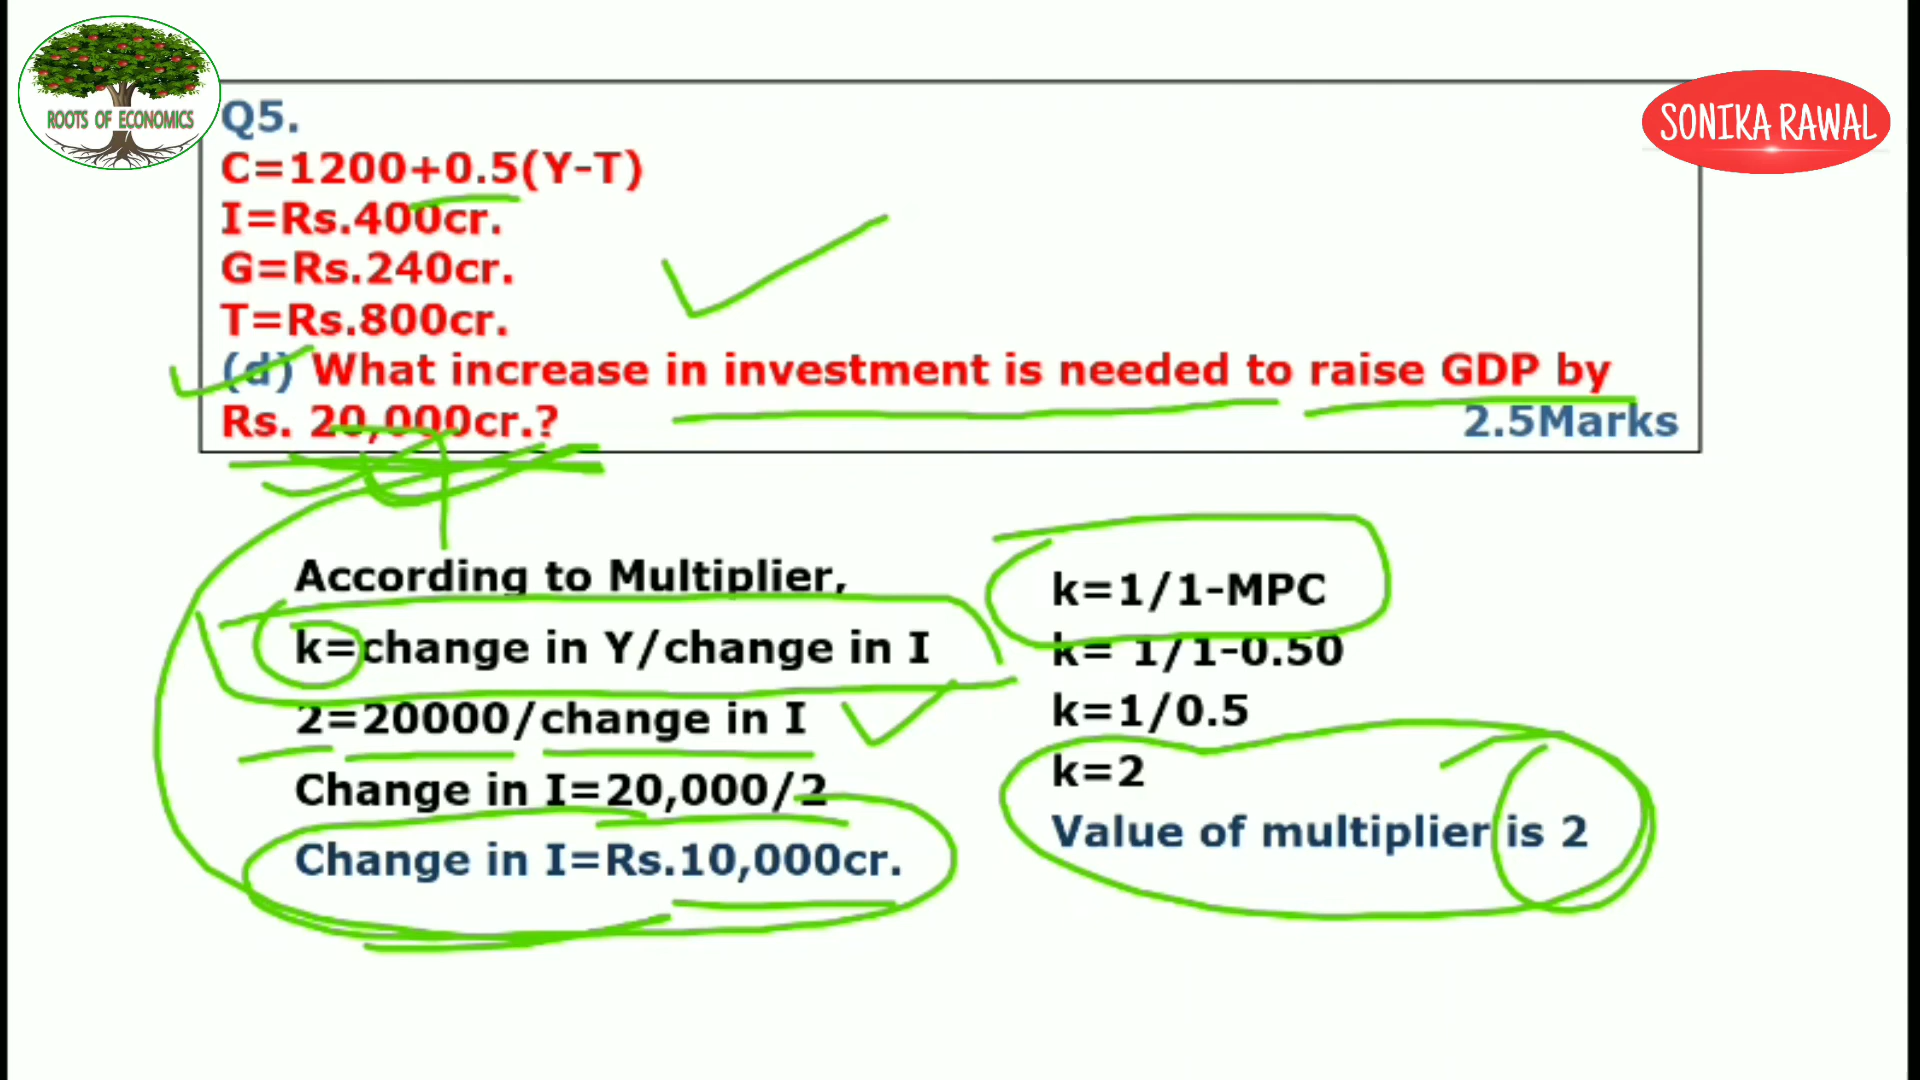 ROOTS OF ECONOMICS
SONIKA RAWAL
Q5.
C=1200+0.5(Y-T)
I=Rs.400cr.
G=Rs.240cr.
T=Rs.800cr.
(d) What increase in investment is needed to raise GDP by
Rs. 20,000cr.?
2.5Marks
According to Multiplier,
k=change in Y/change in I
2=20000/change in I
Change in I=20,000/2
Change in I=Rs.10,000cr.
k=1/1-MPC
k= 1/1-0.50
k=1/0.5
k=2
Value of multiplier is 2